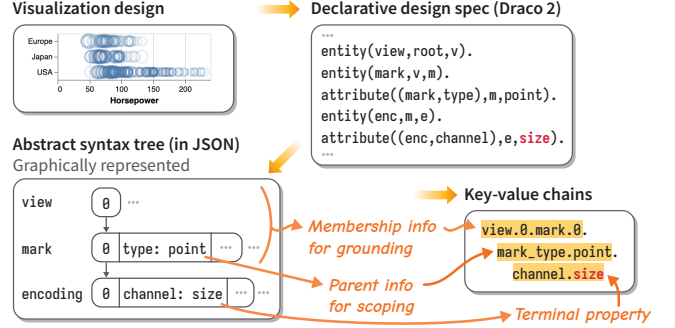 Visualization design
Europe
Japan
USA
0 50 100 150 200
Horsepower
Declarative design spec (Draco 2)
...
entity(view,root,v).
entity(mark,v,m).
attribute((mark,type),m,point).
entity(enc,m,e).
attribute((enc,channel),e,size).
...
Abstract syntax tree (in JSON)
Graphically represented
view 0 ...
mark 0 type: point ... ...
encoding 0 channel: size ... ...
Membership info
for grounding
Parent info
for scoping
Key-value chains
view.0.mark.0.
mark_type.point.
channel.size
Terminal property